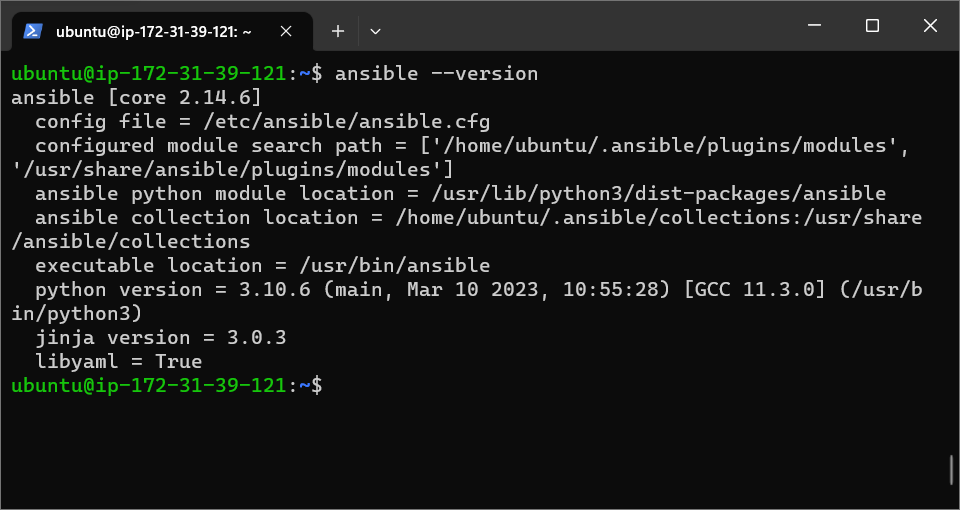 ubuntu@ip-172-31-39-121: ~
ubuntu@ip-172-31-39-121:~$ ansible --version
ansible [core 2.14.6]
  config file = /etc/ansible/ansible.cfg
  configured module search path = ['/home/ubuntu/.ansible/plugins/modules',
'/usr/share/ansible/plugins/modules']
  ansible python module location = /usr/lib/python3/dist-packages/ansible
  ansible collection location = /home/ubuntu/.ansible/collections:/usr/share
/ansible/collections
  executable location = /usr/bin/ansible
  python version = 3.10.6 (main, Mar 10 2023, 10:55:28) [GCC 11.3.0] (/usr/b
in/python3)
  jinja version = 3.0.3
  libyaml = True
ubuntu@ip-172-31-39-121:~$